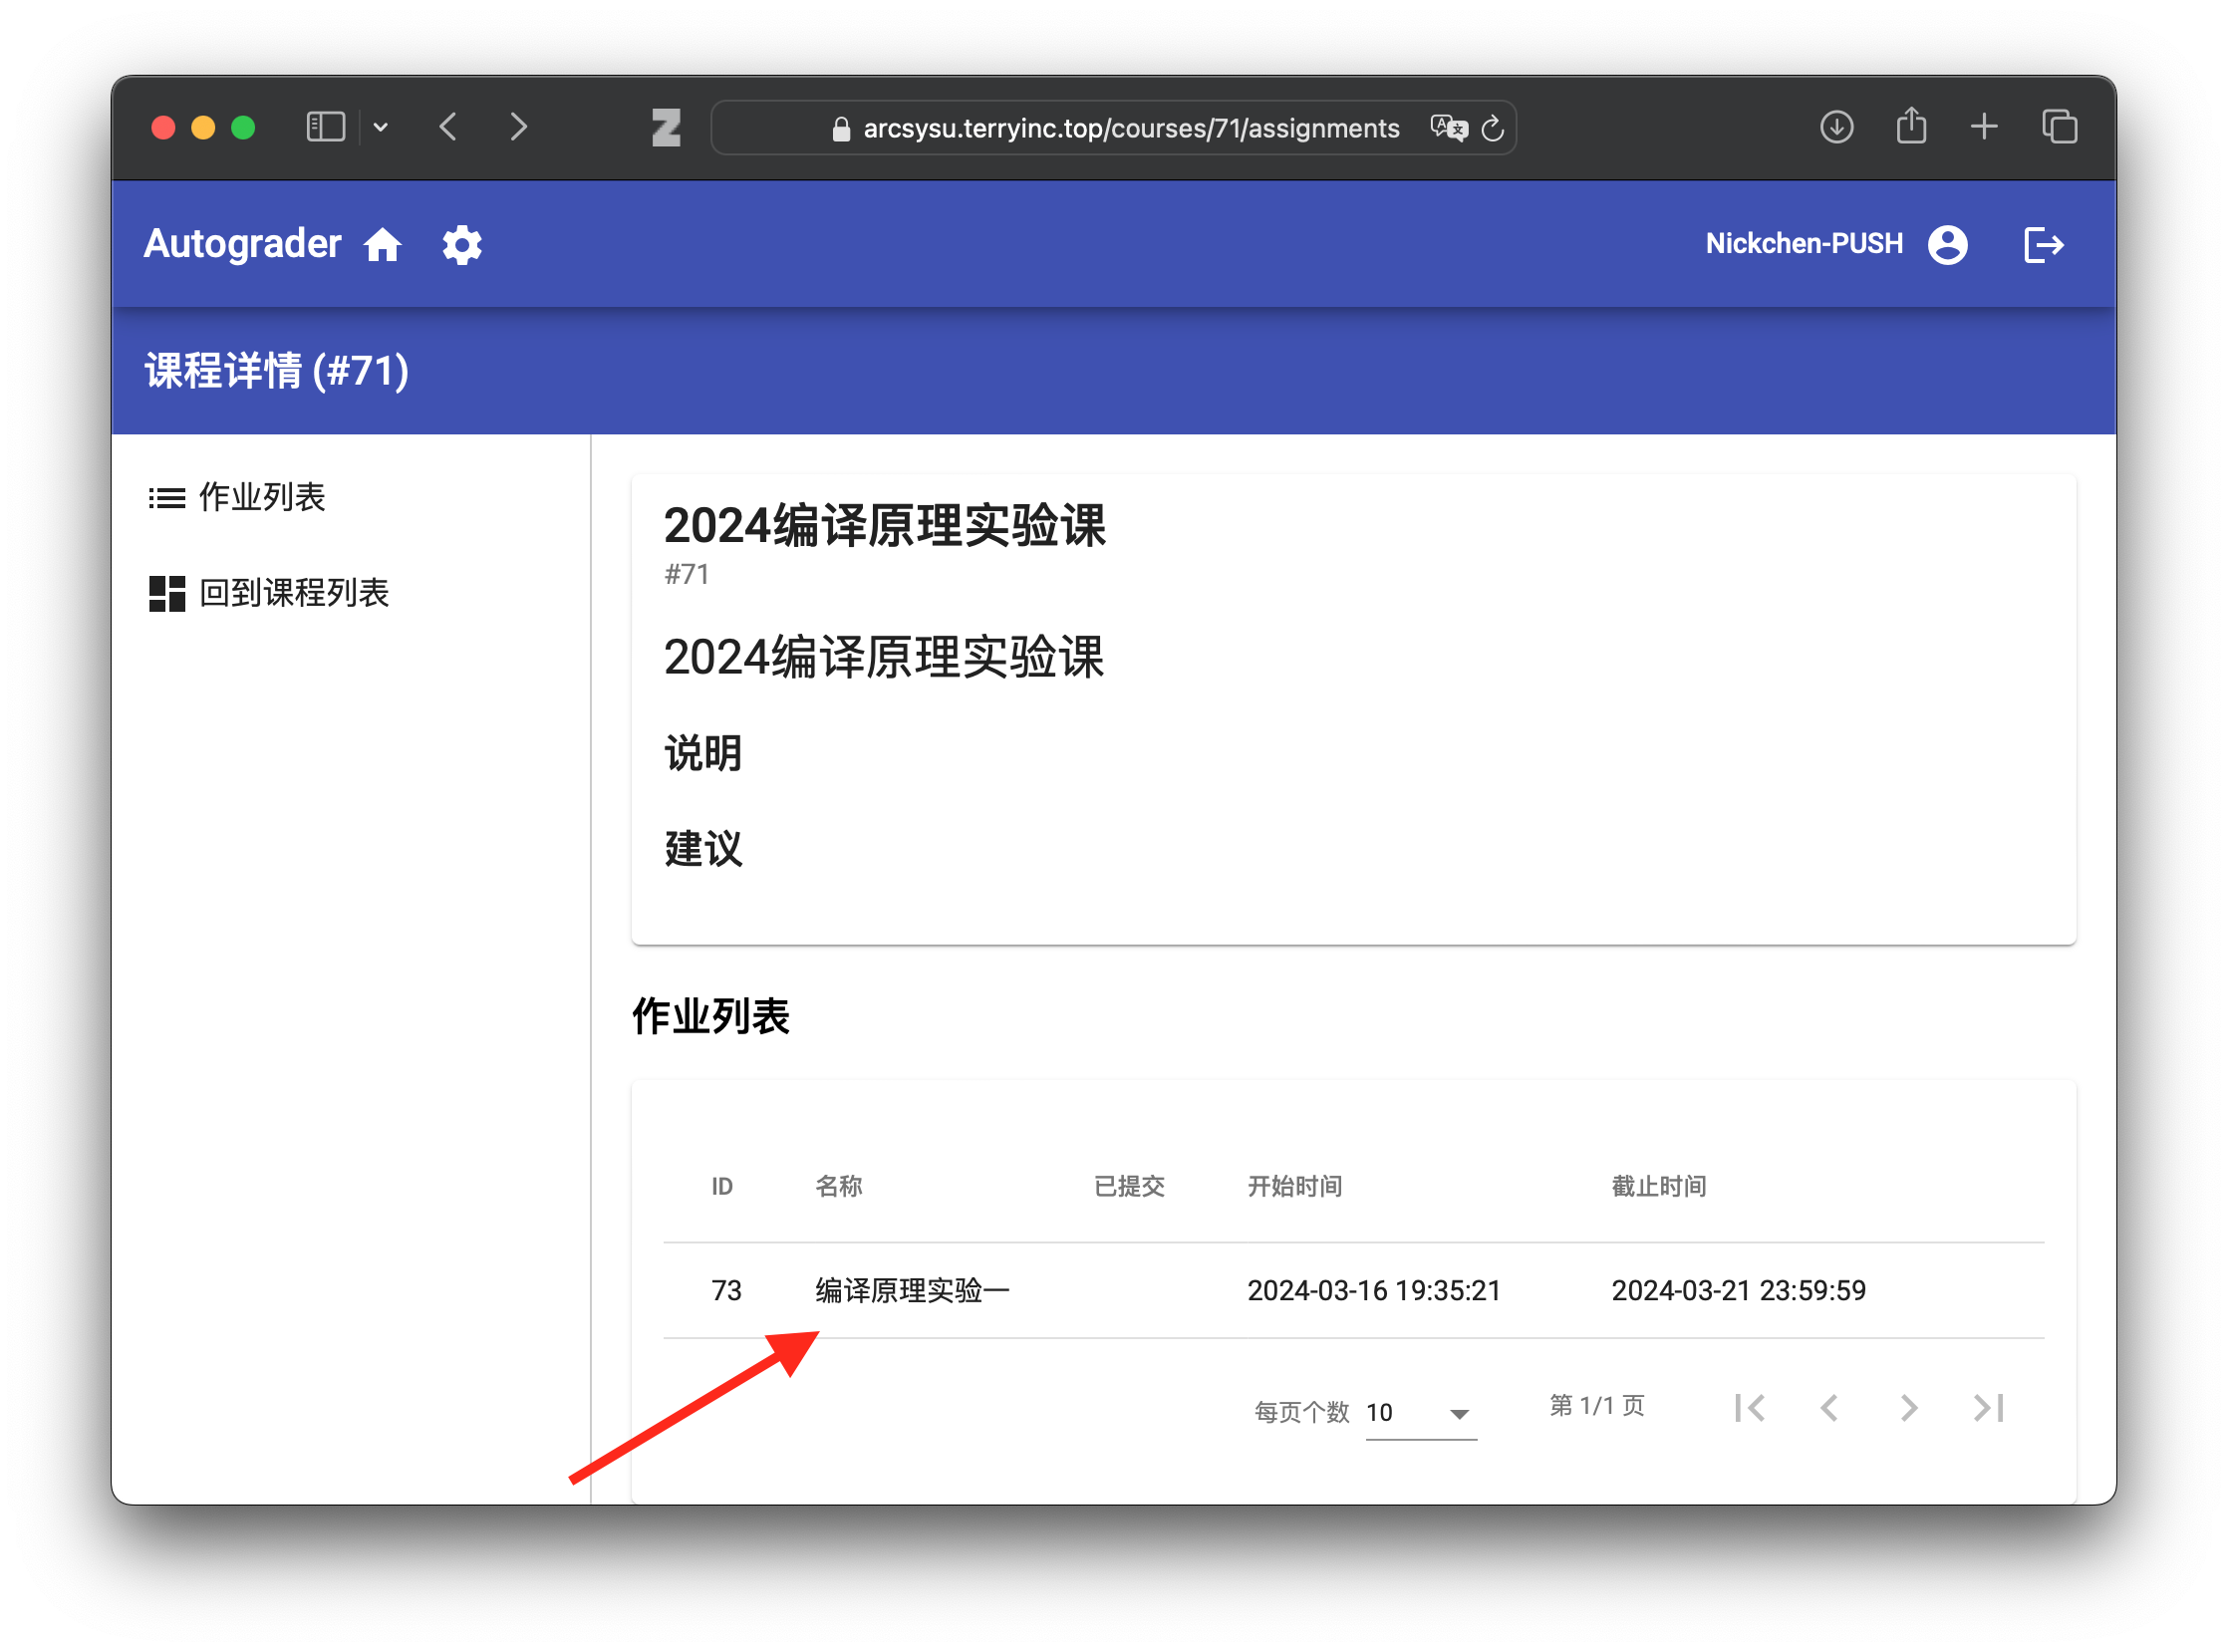 arcsysu.terryinc.top/courses/71/assignments
Autograder
Nickchen-PUSH
课程详情 (#71)
作业列表
回到课程列表
2024编译原理实验课
#71
2024编译原理实验课
说明
建议
作业列表
ID 名称 已提交 开始时间 截止时间
73 编译原理实验一 2024-03-16 19:35:21 2024-03-21 23:59:59
每页个数 10 第 1/1 页